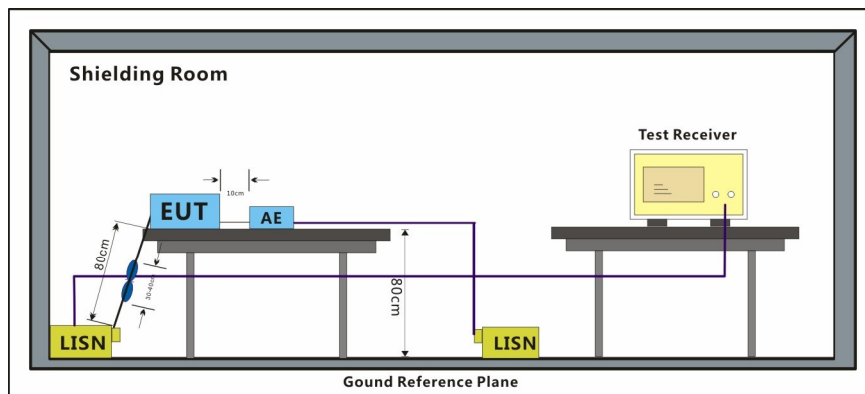 Shielding Room
Test Receiver
10cm
EUT
AE
80cm
30-40cm
80cm
LISN
LISN
Gound Reference Plane